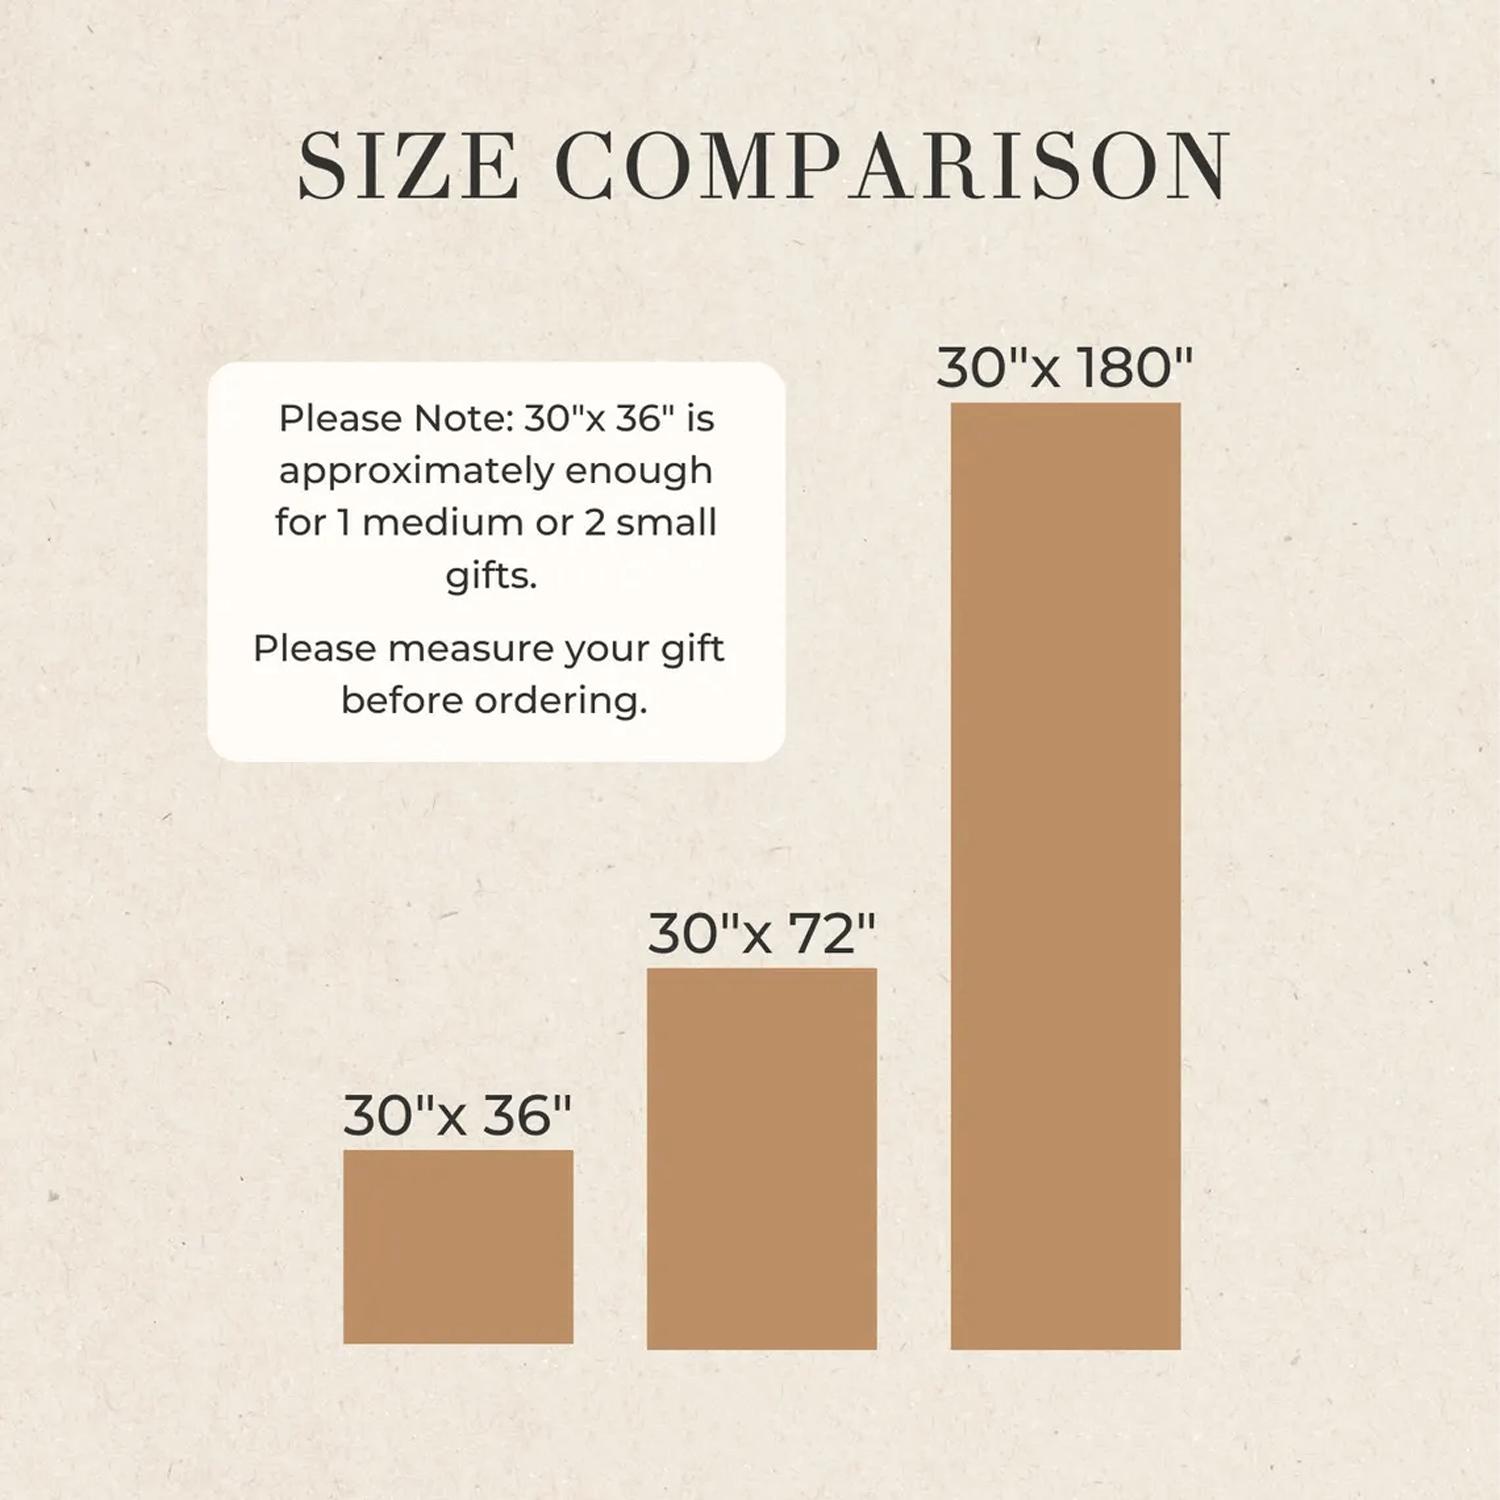 SIZE COMPARISON
Please Note: 30"x 36" is
approximately enough
for 1 medium or 2 small
gifts.
Please measure your gift
before ordering.
30"x 180"
30"x 72"
30"x 36"